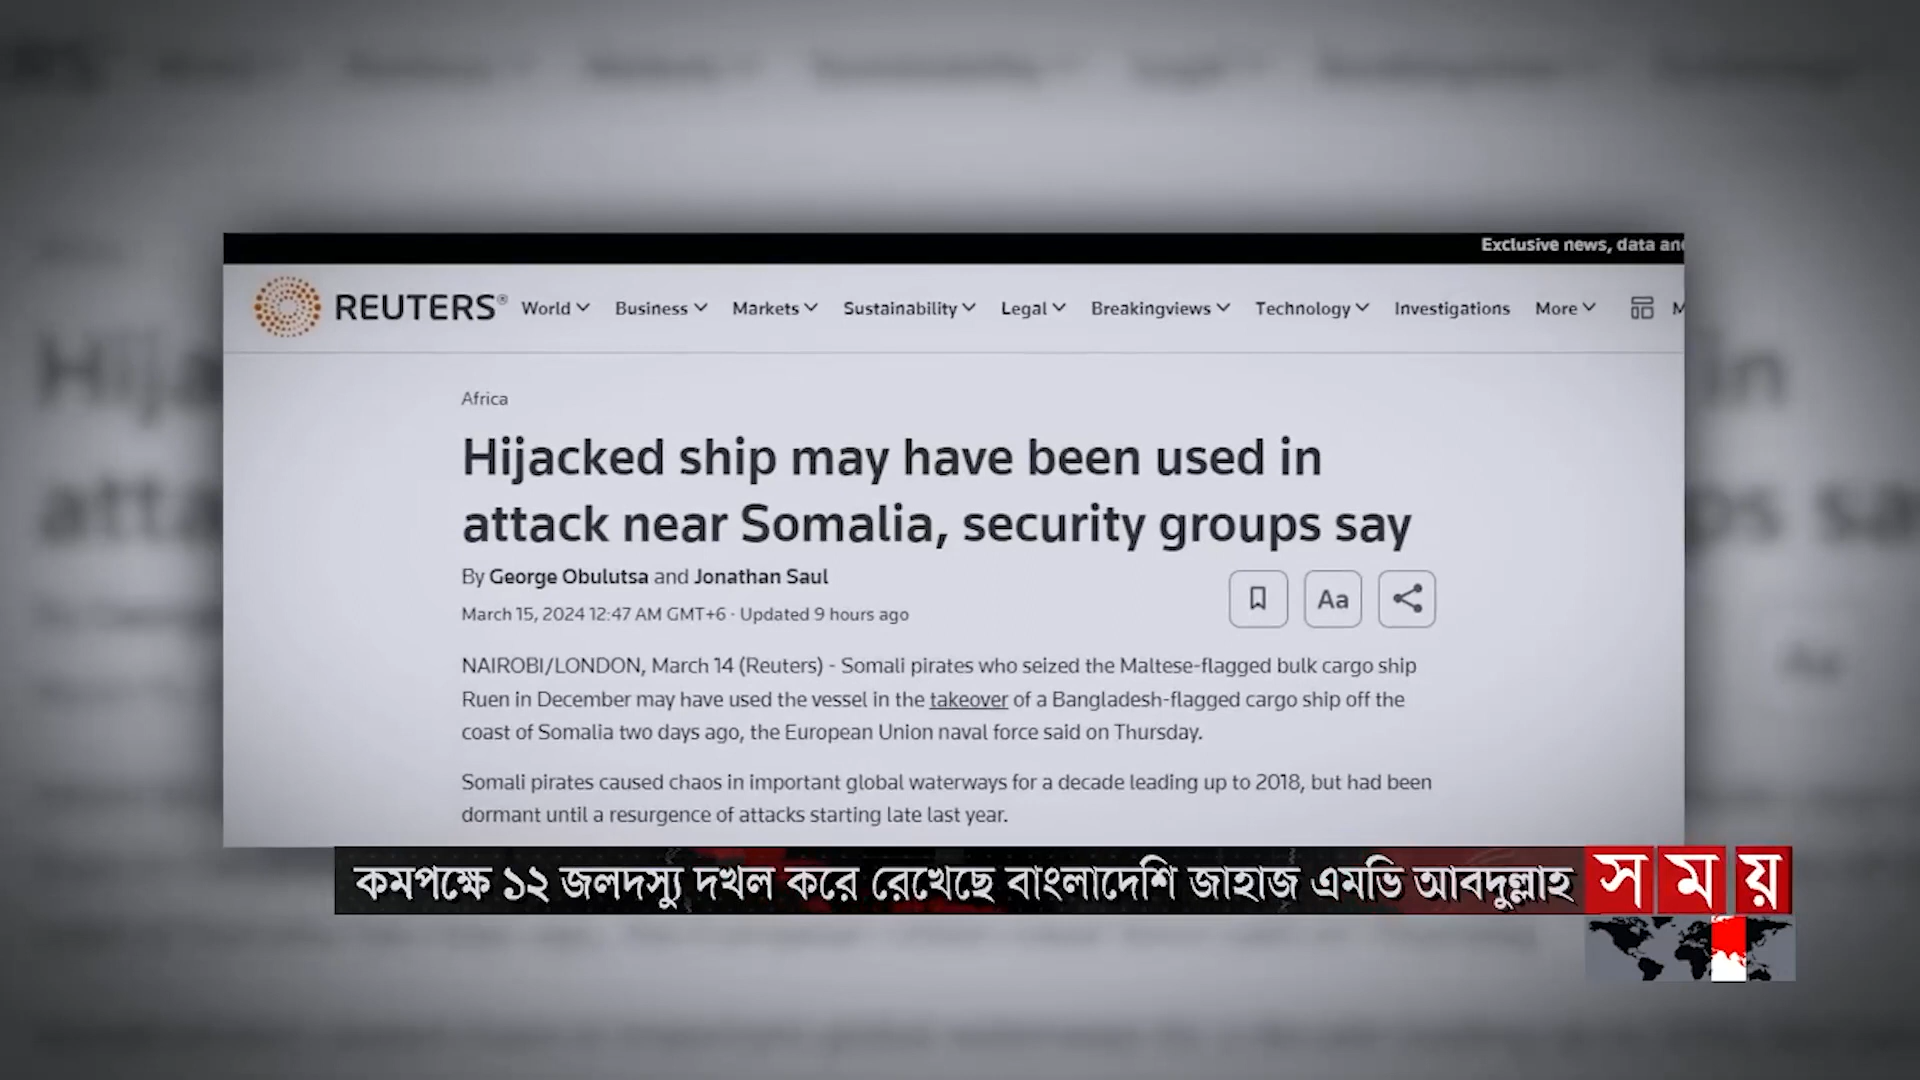 Exclusive news, data an
REUTERS® World Business Markets Sustainability Legal Breakingviews Technology Investigations More
Africa
Hijacked ship may have been used in
attack near Somalia, security groups say
By George Obulutsa and Jonathan Saul
March 15, 2024 12:47 AM GMT+6 · Updated 9 hours ago
Aa
NAIROBI/LONDON, March 14 (Reuters) - Somali pirates who seized the Maltese-flagged bulk cargo ship
Ruen in December may have used the vessel in the takeover of a Bangladesh-flagged cargo ship off the
coast of Somalia two days ago, the European Union naval force said on Thursday.
Somali pirates caused chaos in important global waterways for a decade leading up to 2018, but had been
dormant until a resurgence of attacks starting late last year.
কমপক্ষে ১২ জলদস্যু দখল করে রেখেছে বাংলাদেশি জাহাজ এমভি আবদুল্লাহ
সময়